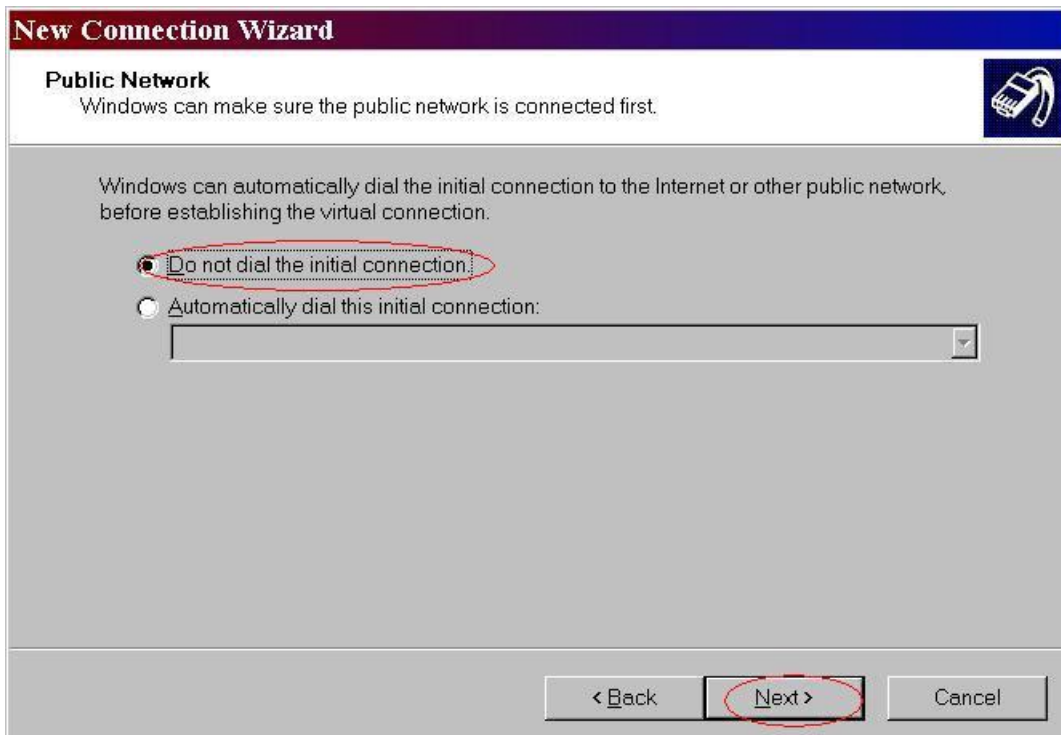 New Connection Wizard
Public Network
Windows can make sure the public network is connected first.
Windows can automatically dial the initial connection to the Internet or other public network,
before establishing the virtual connection.
Do not dial the initial connection.
Automatically dial this initial connection:
< Back Next > Cancel